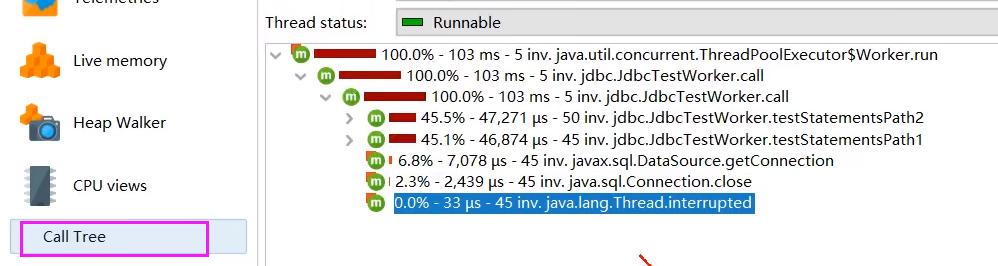 Telemetries
Live memory
Heap Walker
CPU views
Call Tree
Thread status:
Runnable
100.0% - 103 ms - 5 inv. java.util.concurrent.ThreadPoolExecutor$Worker.run
100.0% - 103 ms - 5 inv. jdbc.JdbcTestWorker.call
100.0% - 103 ms - 5 inv. jdbc.JdbcTestWorker.call
45.5% - 47,271 µs - 50 inv. jdbc.JdbcTestWorker.testStatementsPath2
45.1% - 46,874 µs - 45 inv. jdbc.JdbcTestWorker.testStatementsPath1
6.8% - 7,078 µs - 45 inv. javax.sql.DataSource.getConnection
2.3% - 2,439 µs - 45 inv. java.sql.Connection.close
0.0% - 33 µs - 45 inv. java.lang.Thread.interrupted